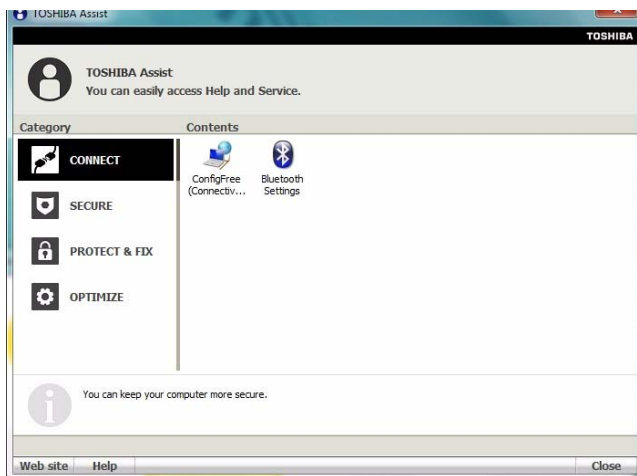 TOSHIBA Assist
TOSHIBA
TOSHIBA Assist
You can easily access Help and Service.
Category
Contents
CONNECT
SECURE
PROTECT & FIX
OPTIMIZE
ConfigFree
(Connectiv...
Bluetooth
Settings
You can keep your computer more secure.
Web site
Help
Close